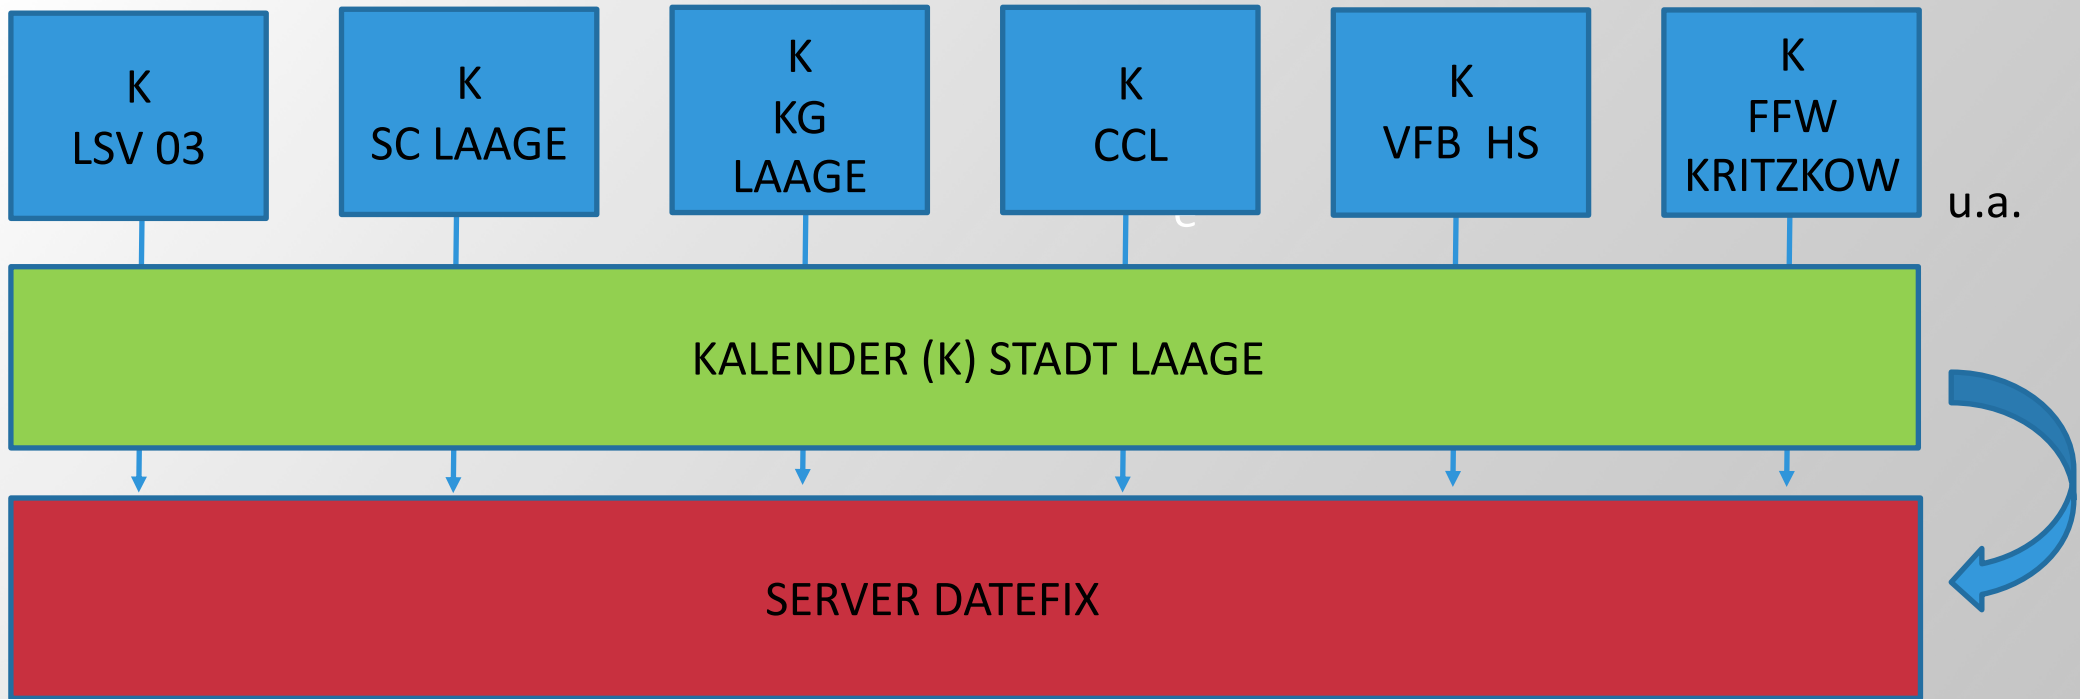 K
LSV 03
K
SC LAAGE
K
KG
LAAGE
K
CCL
K
VFB  HS
K
FFW
KRITZKOW
u.a.
KALENDER (K) STADT LAAGE
SERVER DATEFIX